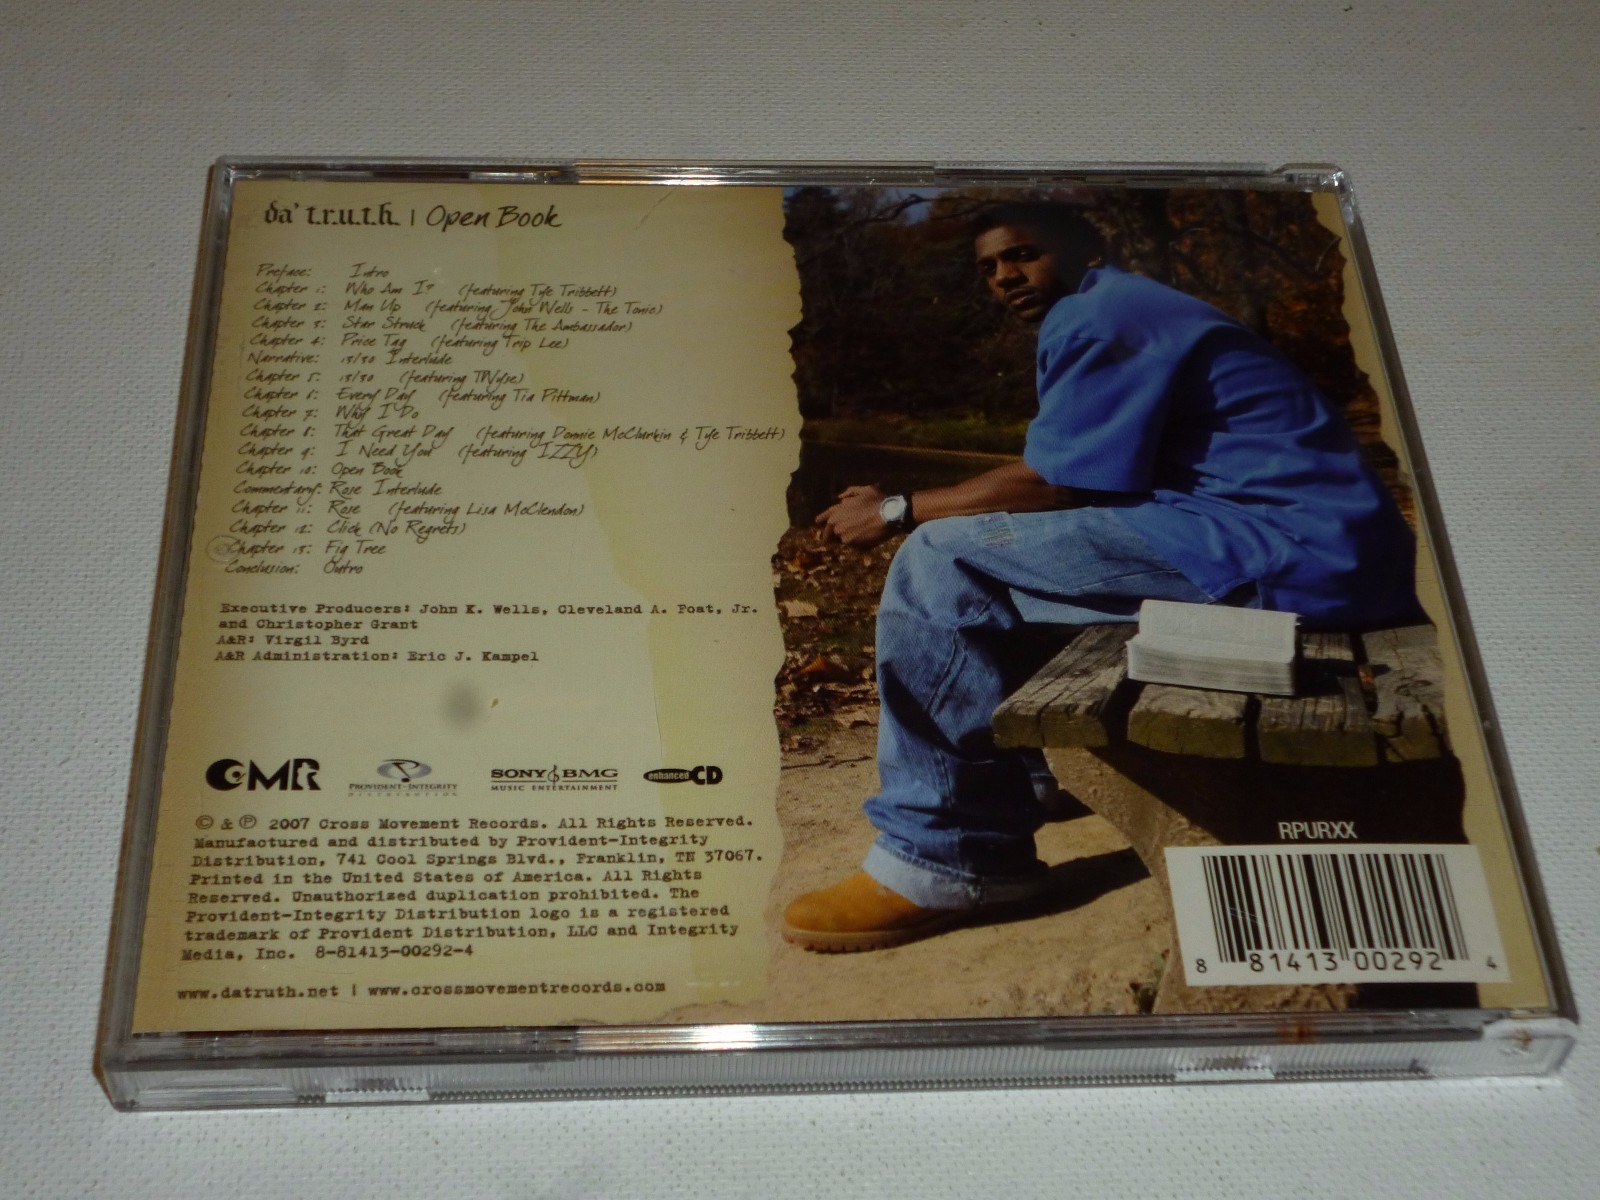 da' t.r.u.t.h. | Open Book
Preface: Intro
Chapter 1: Who Am I? (featuring Tye Tribbett)
Chapter 2: Man Up (featuring John Wells - The Tonic)
Chapter 3: Star Struck (featuring The Ambassador)
Chapter 4: Price Tag (featuring Trip Lee)
Narrative: 18/30 Interlude
Chapter 5: 18/30 (featuring TWyse)
Chapter 6: Every Day (featuring Tia Pittman)
Chapter 7: Why I Do
Chapter 8: That Great Day (featuring Donnie McClurkin & Tye Tribbett)
Chapter 9: I Need You (featuring IZZY)
Chapter 10: Open Book
Commentary: Rose Interlude
Chapter 11: Rose (featuring Lisa McClendon)
Chapter 12: Click (No Regrets)
Chapter 13: Fig Tree
Conclusion: Outro
Executive Producers: John K. Wells, Cleveland A. Foat, Jr.
and Christopher Grant
A&R: Virgil Byrd
A&R Administration: Eric J. Kampel
CMR
PROVIDENT-INTEGRITY
DISTRIBUTION
SONY BMG
MUSIC ENTERTAINMENT
enhanced CD
© & ℗ 2007 Cross Movement Records. All Rights Reserved.
Manufactured and distributed by Provident-Integrity
Distribution, 741 Cool Springs Blvd., Franklin, TN 37067.
Printed in the United States of America. All Rights
Reserved. Unauthorized duplication prohibited. The
Provident-Integrity Distribution logo is a registered
trademark of Provident Distribution, LLC and Integrity
Media, Inc. 8-81413-00292-4
www.datruth.net | www.crossmovementrecords.com
RPURXX
8 81413 00292 4